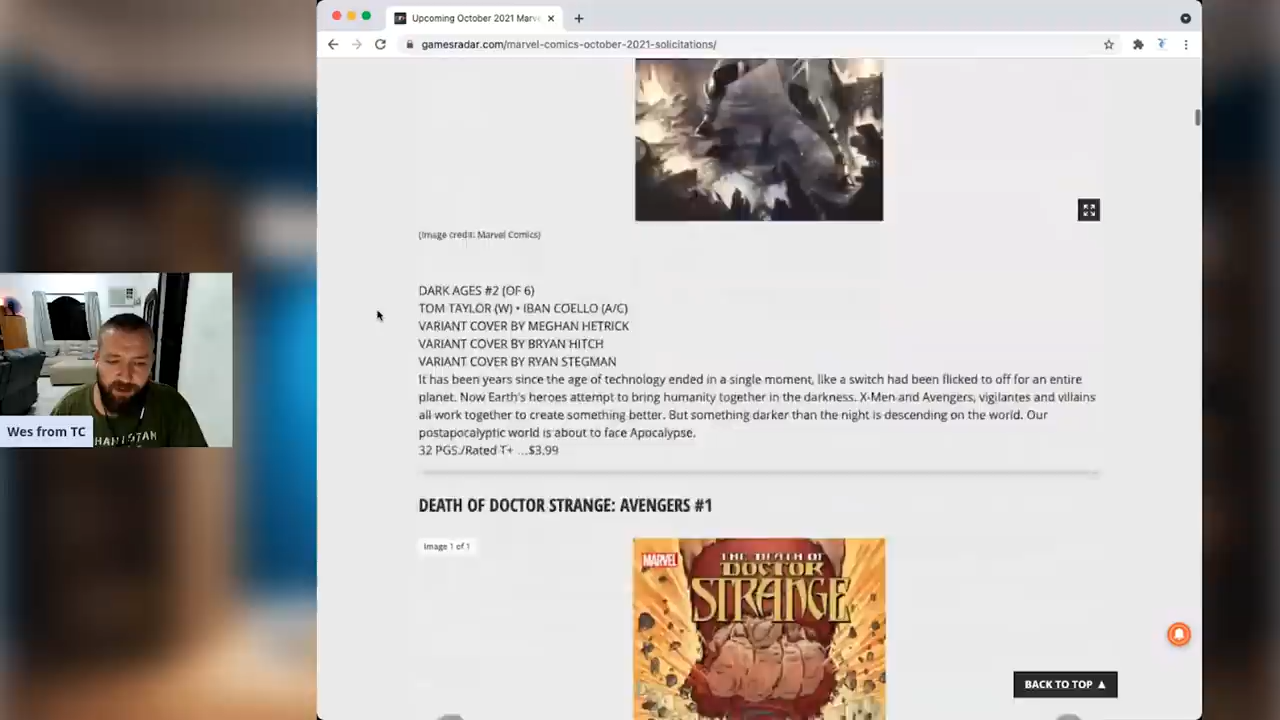 Upcoming October 2021 Marv
gamesradar.com/marvel-comics-october-2021-solicitations/
(Image credit: Marvel Comics)
DARK AGES #2 (OF 6)
TOM TAYLOR (W) • IBAN COELLO (A/C)
VARIANT COVER BY MEGHAN HETRICK
VARIANT COVER BY BRYAN HITCH
VARIANT COVER BY RYAN STEGMAN
It has been years since the age of technology ended in a single moment, like a switch had been flicked to off for an entire
planet. Now Earth's heroes attempt to bring humanity together in the darkness. X-Men and Avengers, vigilantes and villains
all work together to create something better. But something darker than the night is descending on the world. Our
postapocalyptic world is about to face Apocalypse.
32 PGS./Rated T+ ...$3.99
DEATH OF DOCTOR STRANGE: AVENGERS #1
Image 1 of 1
MARVEL
THE DEATH OF
DOCTOR
STRANGE
BACK TO TOP ▲
Wes from TC